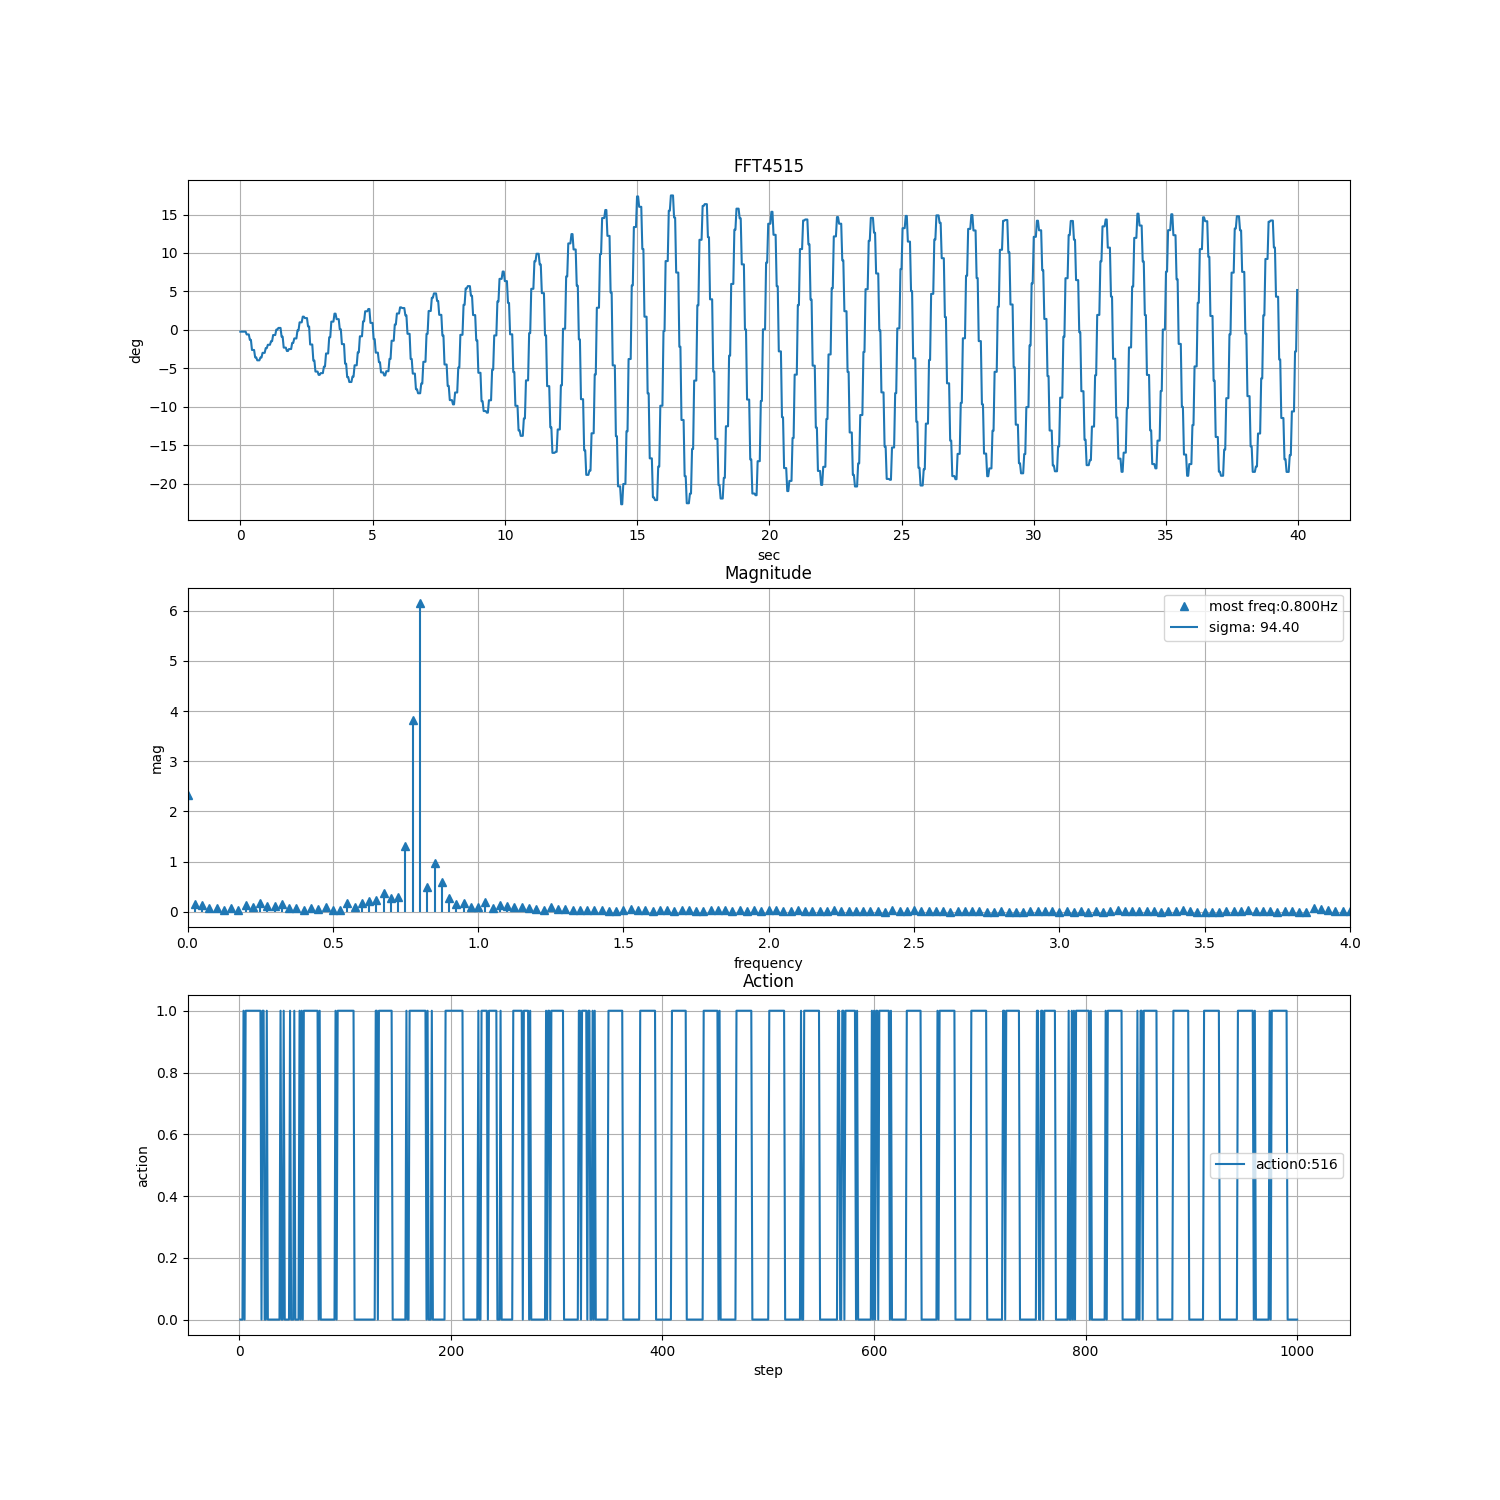 FFT4515
15
10
5
0
−5
−10
−15
−20
deg
0 5 10 15 20 25 30 35 40
sec
Magnitude
most freq:0.800Hz
sigma: 94.40
6
5
4
3
2
1
0
mag
0.0 0.5 1.0 1.5 2.0 2.5 3.0 3.5 4.0
frequency
Action
1.0
0.8
0.6
0.4
0.2
0.0
action
action0:516
0 200 400 600 800 1000
step